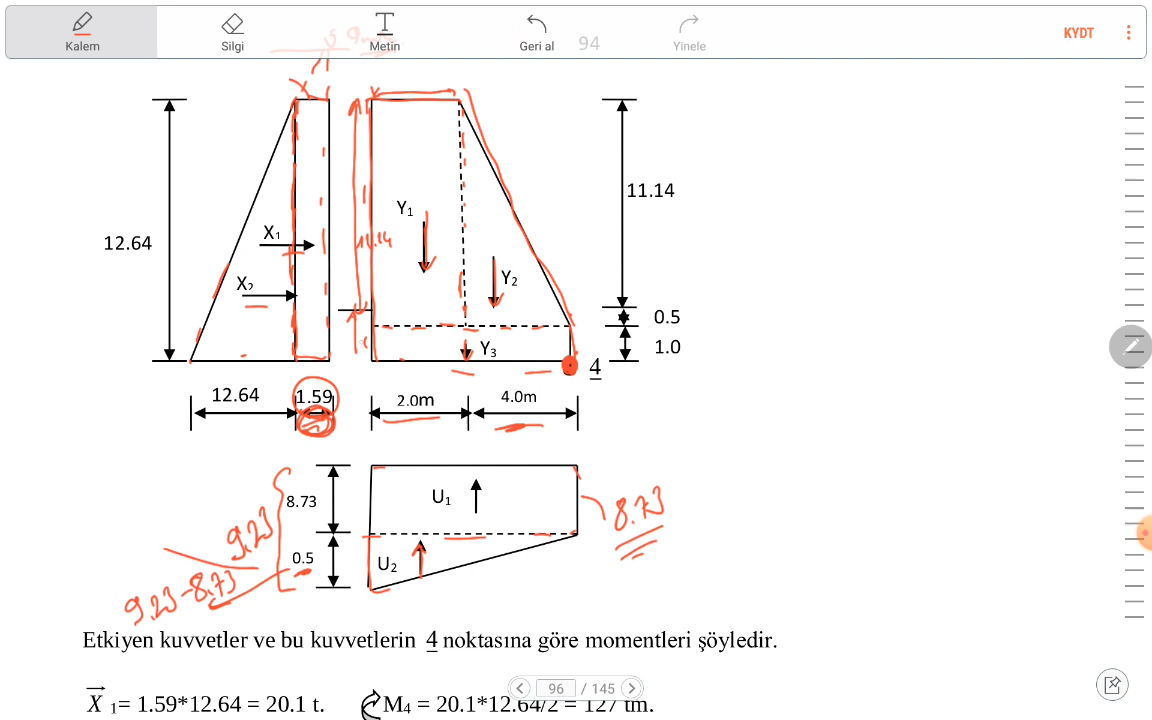 Kalem
Silgi
Metin
Geri al
94
Yinele
KYDT
12.64
X1
X2
Y1
Y2
Y3
11.14
11.14
0.5
1.0
4
12.64
1.59
2.0m
4.0m
8.73
0.5
U1
U2
9.23
9.23-8.73
8.73
Etkiyen kuvvetler ve bu kuvvetlerin 4 noktasına göre momentleri şöyledir.
X 1= 1.59*12.64 = 20.1 t. M4 = 20.1*12.64/2 = 127 tm.
96 / 145